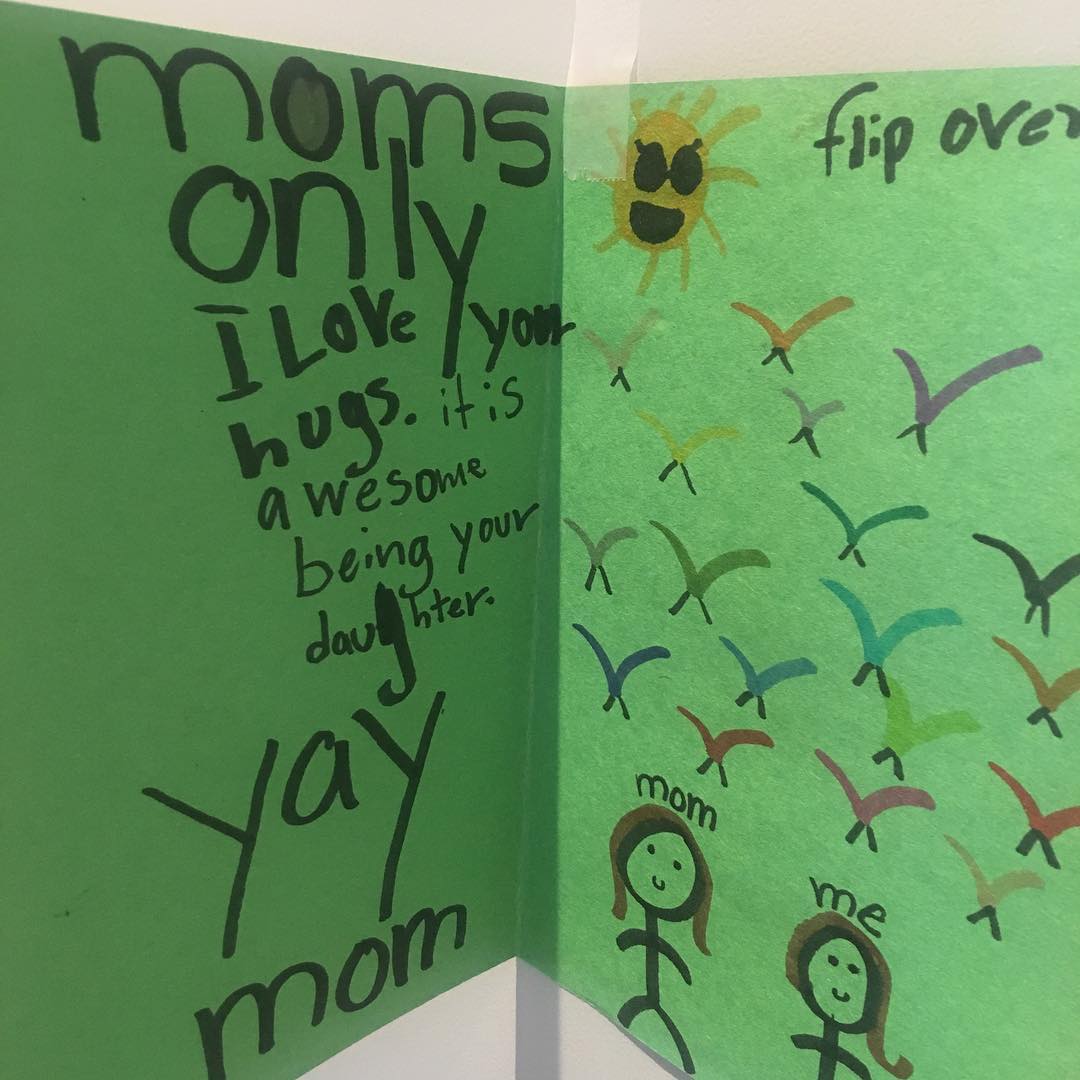 moms
only
I Love your
hugs. it is
awesome
being your
daughter.
yay
mom
flip over
mom
me